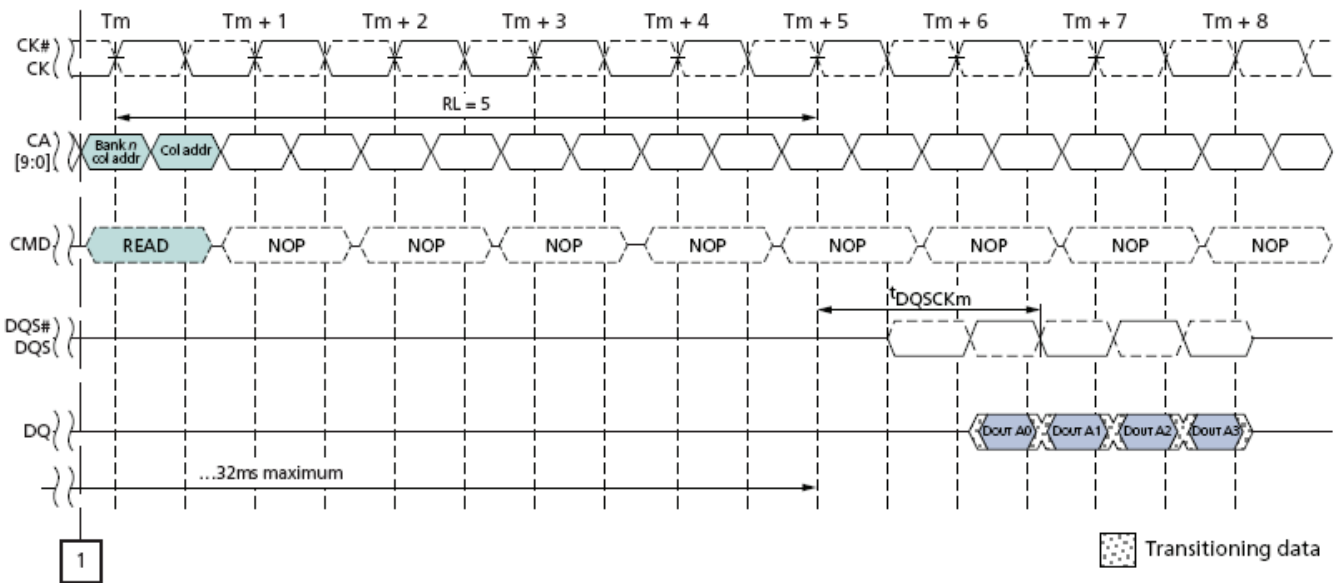 Tm Tm + 1 Tm + 2 Tm + 3 Tm + 4 Tm + 5 Tm + 6 Tm + 7 Tm + 8
CK#
CK
RL = 5
CA
[9:0]
Bank n
col addr
Col addr
CMD READ NOP NOP NOP NOP NOP NOP NOP NOP
tDQSCKm
DQS#
DQS
DQ DOUT A0 DOUT A1 DOUT A2 DOUT A3
...32ms maximum
1
Transitioning data